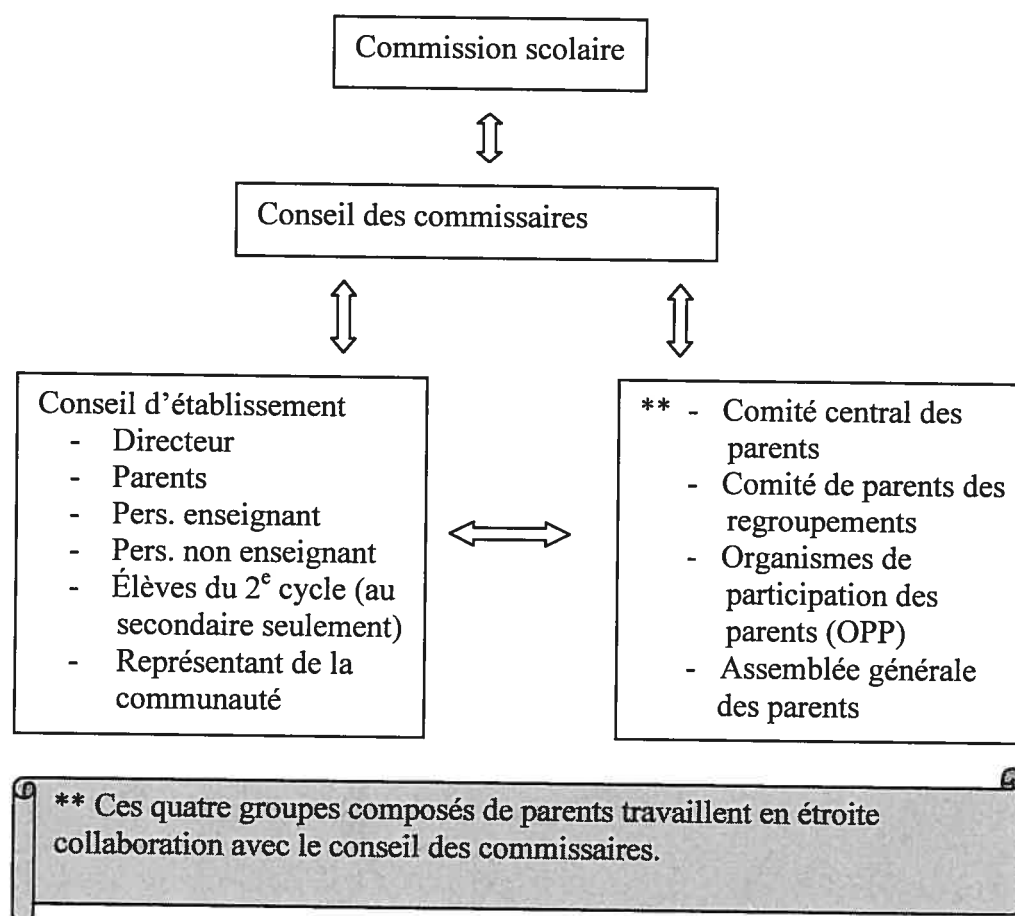 Commission scolaire
Conseil des commissaires
Conseil d'établissement
- Directeur
- Parents
- Pers. enseignant
- Pers. non enseignant
- Élèves du 2e cycle (au
secondaire seulement)
- Représentant de la
communauté
** - Comité central des
parents
- Comité de parents des
regroupements
- Organismes de
participation des
parents (OPP)
- Assemblée générale
des parents
** Ces quatre groupes composés de parents travaillent en étroite
collaboration avec le conseil des commissaires.